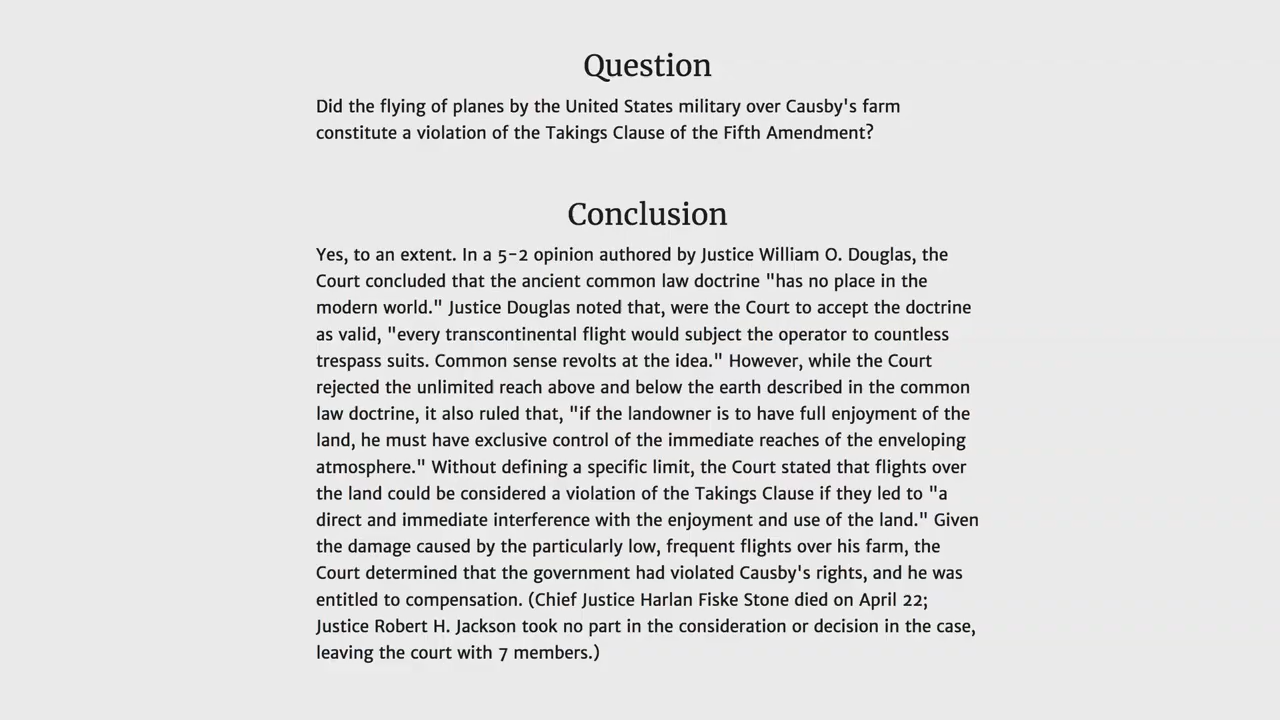 Question
Did the flying of planes by the United States military over Causby's farm
constitute a violation of the Takings Clause of the Fifth Amendment?
Conclusion
Yes, to an extent. In a 5-2 opinion authored by Justice William O. Douglas, the
Court concluded that the ancient common law doctrine "has no place in the
modern world." Justice Douglas noted that, were the Court to accept the doctrine
as valid, "every transcontinental flight would subject the operator to countless
trespass suits. Common sense revolts at the idea." However, while the Court
rejected the unlimited reach above and below the earth described in the common
law doctrine, it also ruled that, "if the landowner is to have full enjoyment of the
land, he must have exclusive control of the immediate reaches of the enveloping
atmosphere." Without defining a specific limit, the Court stated that flights over
the land could be considered a violation of the Takings Clause if they led to "a
direct and immediate interference with the enjoyment and use of the land." Given
the damage caused by the particularly low, frequent flights over his farm, the
Court determined that the government had violated Causby's rights, and he was
entitled to compensation. (Chief Justice Harlan Fiske Stone died on April 22;
Justice Robert H. Jackson took no part in the consideration or decision in the case,
leaving the court with 7 members.)